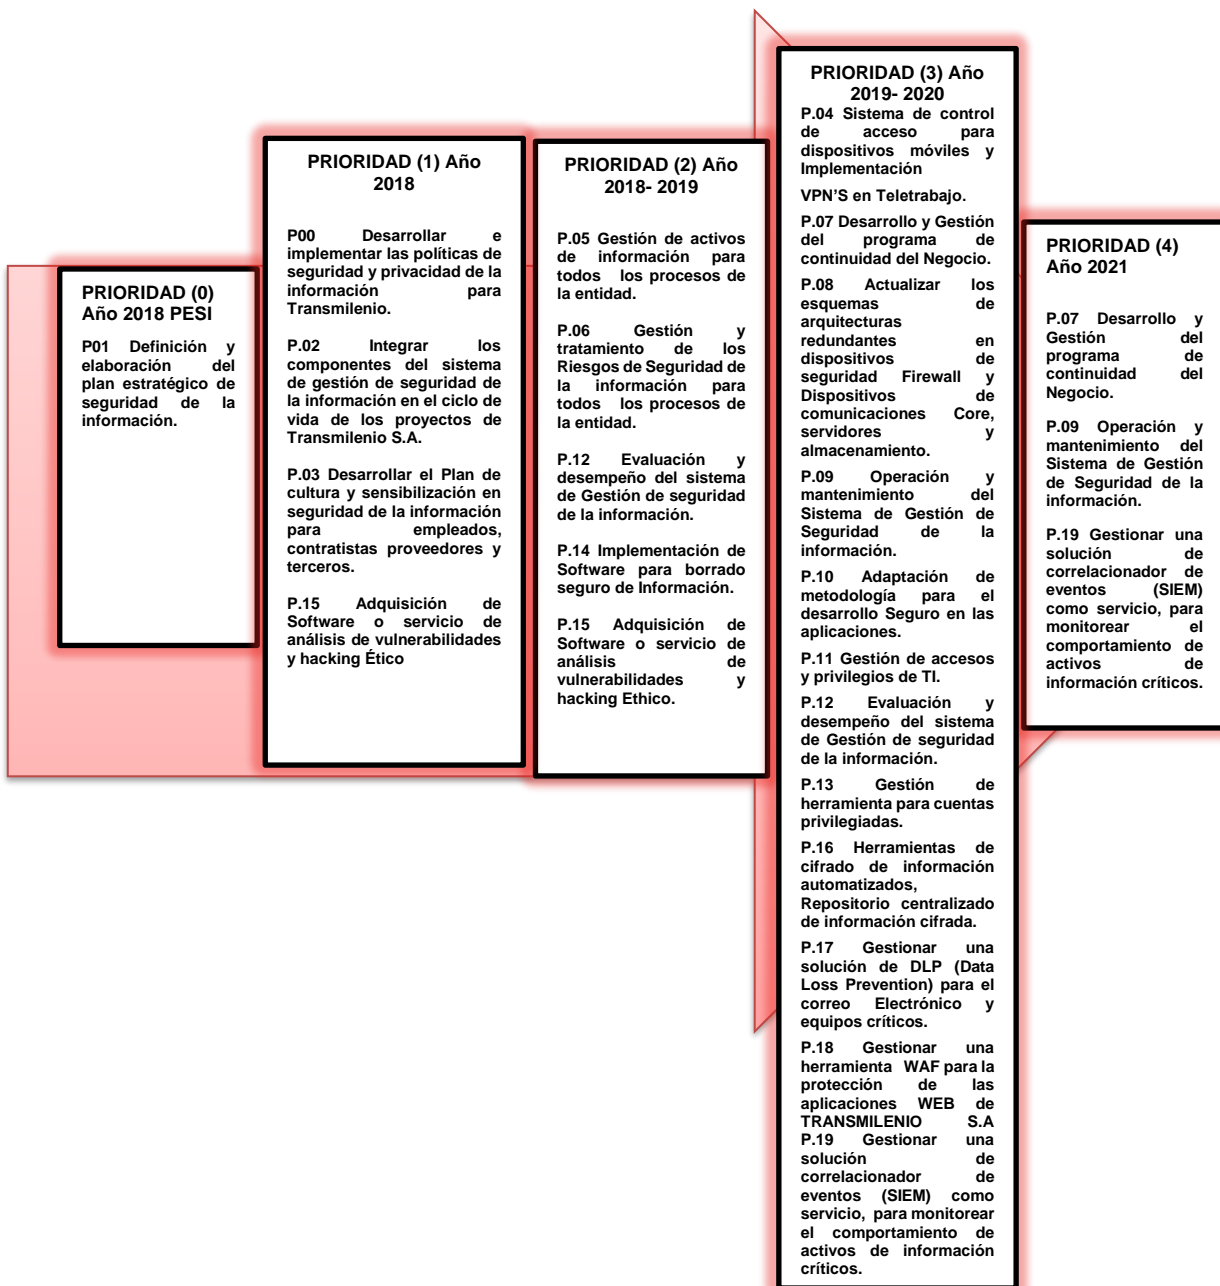 PRIORIDAD (0)
Año 2018 PESI
P01 Definición y
elaboración del
plan estratégico de
seguridad de la
información.
PRIORIDAD (1) Año
2018
P00 Desarrollar e
implementar las políticas de
seguridad y privacidad de la
información para
Transmilenio.
P.02 Integrar los
componentes del sistema
de gestión de seguridad de
la información en el ciclo de
vida de los proyectos de
Transmilenio S.A.
P.03 Desarrollar el Plan de
cultura y sensibilización en
seguridad de la información
para empleados,
contratistas proveedores y
terceros.
P.15 Adquisición de
Software o servicio de
análisis de vulnerabilidades
y hacking Ético
PRIORIDAD (2) Año
2018- 2019
P.05 Gestión de activos
de información para
todos los procesos de
la entidad.
P.06 Gestión y
tratamiento de los
Riesgos de Seguridad de
la información para
todos los procesos de
la entidad.
P.12 Evaluación y
desempeño del sistema
de Gestión de seguridad
de la información.
P.14 Implementación de
Software para borrado
seguro de Información.
P.15 Adquisición de
Software o servicio de
análisis de
vulnerabilidades y
hacking Ethico.
PRIORIDAD (3) Año
2019- 2020
P.04 Sistema de control
de acceso para
dispositivos móviles y
Implementación
VPN'S en Teletrabajo.
P.07 Desarrollo y Gestión
del programa de
continuidad del Negocio.
P.08 Actualizar los
esquemas de
arquitecturas
redundantes en
dispositivos de
seguridad Firewall y
Dispositivos de
comunicaciones Core,
servidores y
almacenamiento.
P.09 Operación y
mantenimiento del
Sistema de Gestión de
Seguridad de la
información.
P.10 Adaptación de
metodología para el
desarrollo Seguro en las
aplicaciones.
P.11 Gestión de accesos
y privilegios de TI.
P.12 Evaluación y
desempeño del sistema
de Gestión de seguridad
de la información.
P.13 Gestión de
herramienta para cuentas
privilegiadas.
P.16 Herramientas de
cifrado de información
automatizados,
Repositorio centralizado
de información cifrada.
P.17 Gestionar una
solución de DLP (Data
Loss Prevention) para el
correo Electrónico y
equipos críticos.
P.18 Gestionar una
herramienta WAF para la
protección de las
aplicaciones WEB de
TRANSMILENIO S.A
P.19 Gestionar una
solución de
correlacionador de
eventos (SIEM) como
servicio, para monitorear
el comportamiento de
activos de información
críticos.
PRIORIDAD (4)
Año 2021
P.07 Desarrollo y
Gestión del
programa de
continuidad del
Negocio.
P.09 Operación y
mantenimiento del
Sistema de Gestión
de Seguridad de la
información.
P.19 Gestionar una
solución de
correlacionador de
eventos (SIEM)
como servicio, para
monitorear el
comportamiento de
activos de
información críticos.